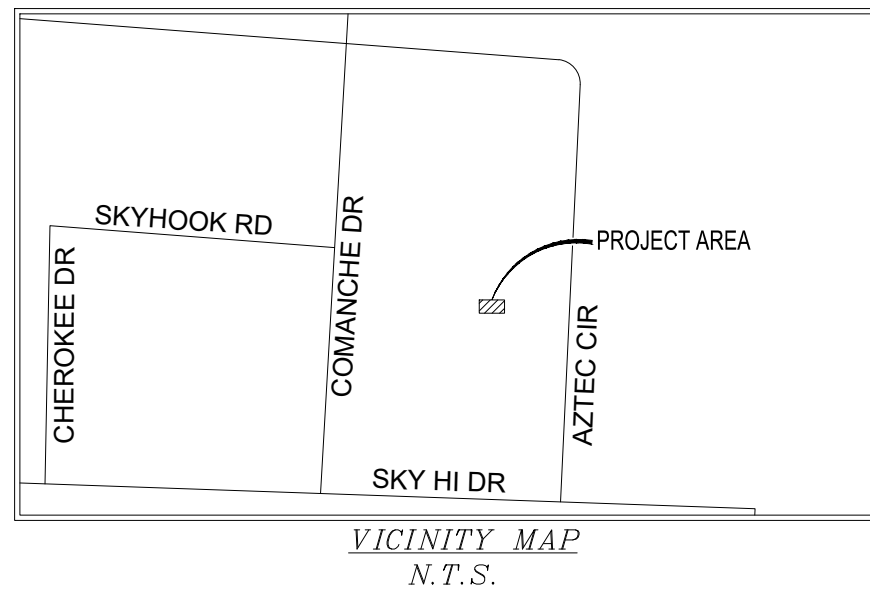 SKYHOOK RD
PROJECT AREA
CHEROKEE DR
COMANCHE DR
AZTEC CIR
SKY HI DR
VICINITY MAP
N.T.S.